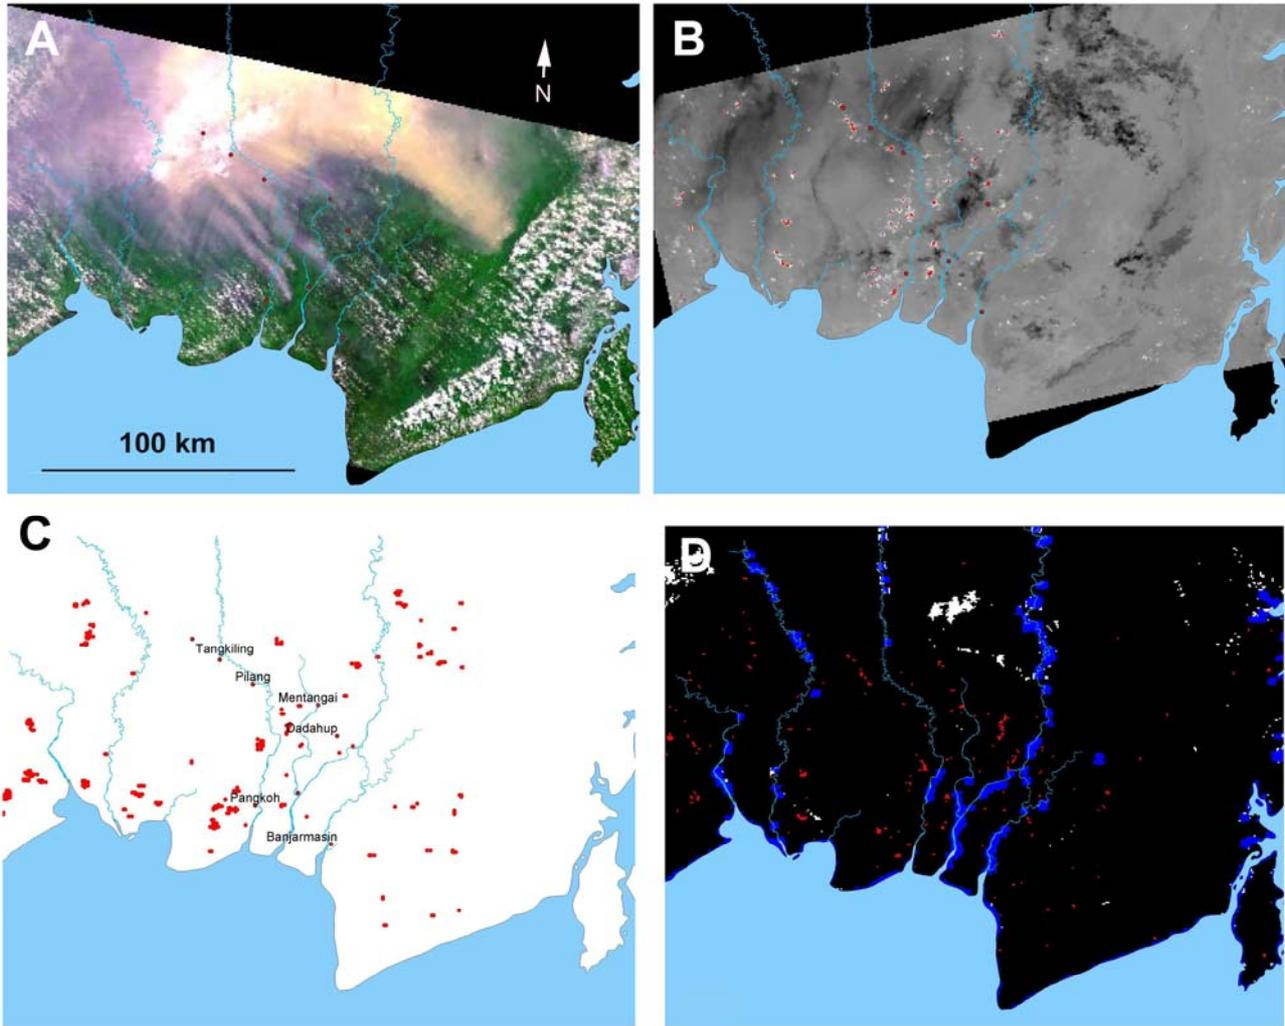 A
N
100 km
B
C
Tangkiling
Pilang
Mentangai
Dadahup
Pangkoh
Banjarmasin
D